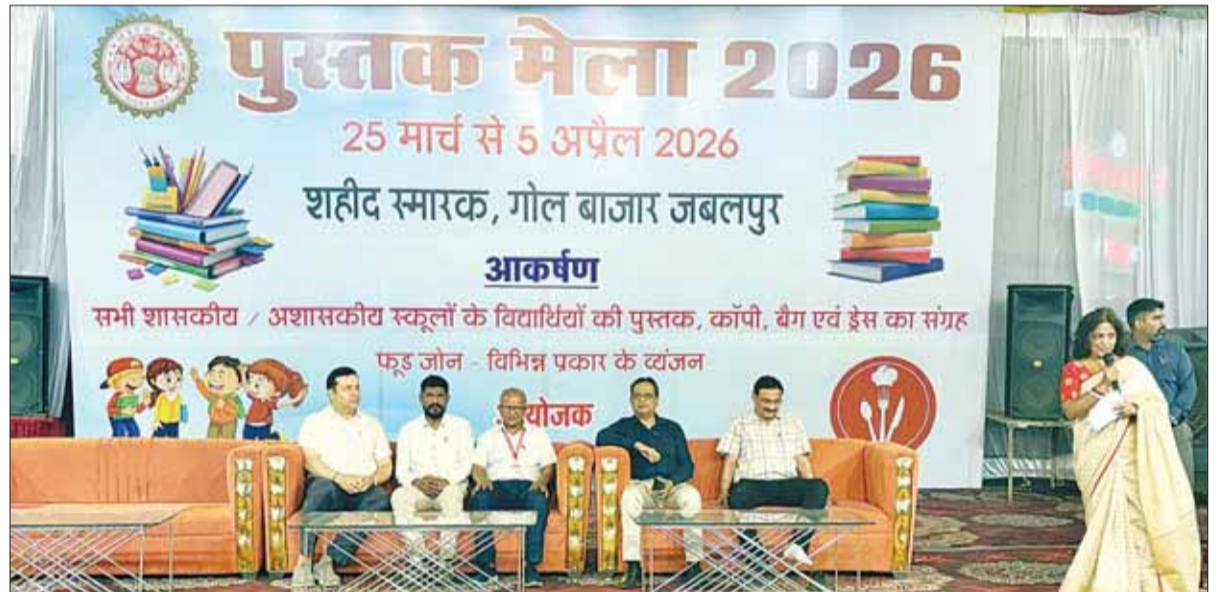 पुस्तक मेला 2026
25 मार्च से 5 अप्रैल 2026
शहीद स्मारक, गोल बाजार जबलपुर
आकर्षण
सभी शासकीय / अशासकीय स्कूलों के विद्यार्थियों की पुस्तक, कॉपी, बैग एवं ड्रेस का संग्रह
फूड जोन - विभिन्न प्रकार के व्यंजन
योजक